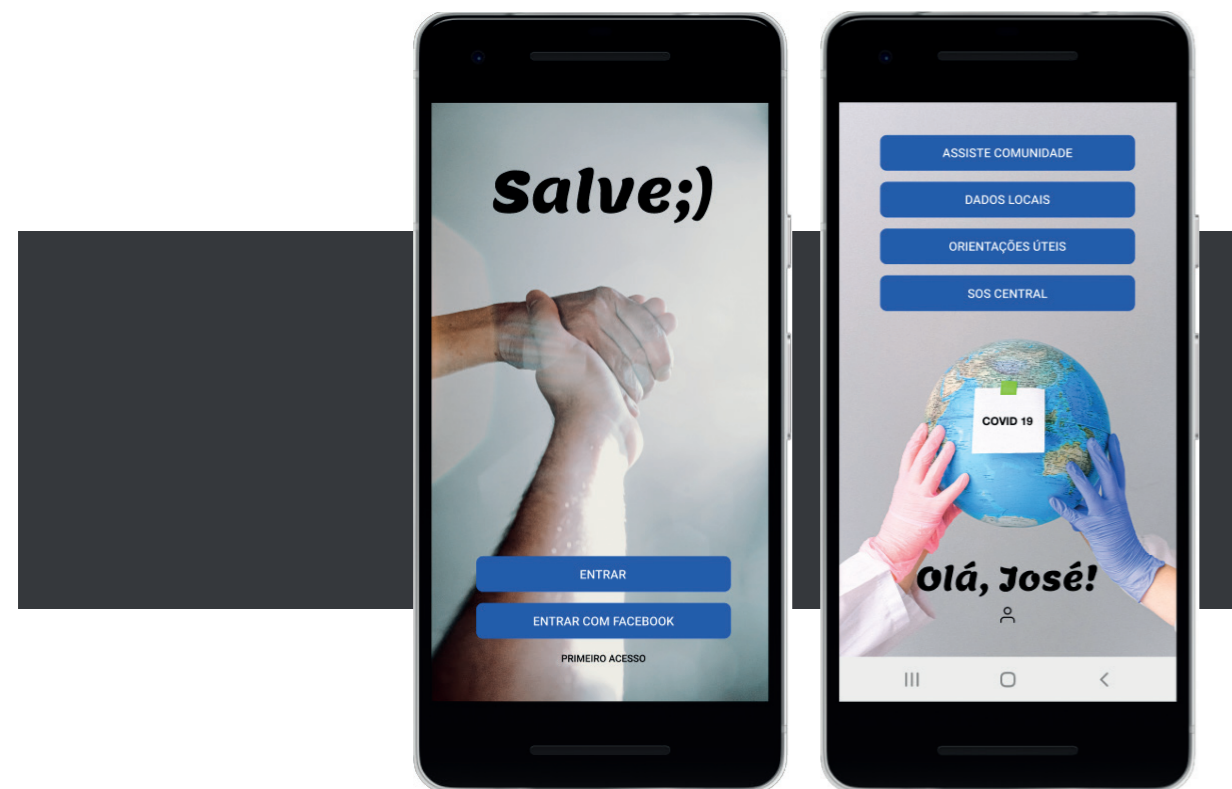 Salve;)
ENTRAR
ENTRAR COM FACEBOOK
PRIMEIRO ACESSO
ASSISTE COMUNIDADE
DADOS LOCAIS
ORIENTAÇÕES ÚTEIS
SOS CENTRAL
COVID 19
Olá, José!